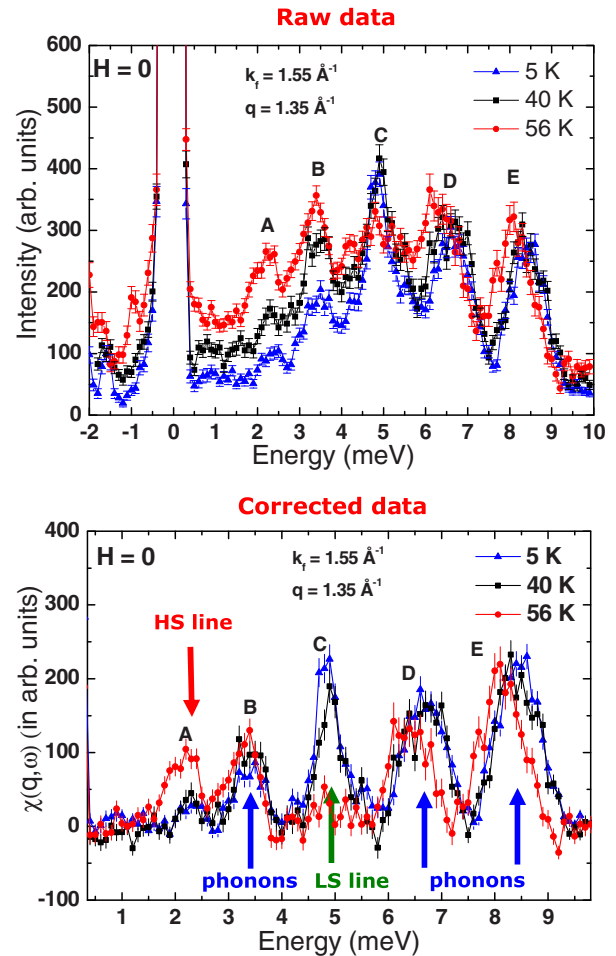 Raw data
600
500
400
300
200
100
0
Intensity (arb. units)
H = 0
k_f = 1.55 Å⁻¹
q = 1.35 Å⁻¹
5 K
40 K
56 K
A
B
C
D
E
-2 -1 0 1 2 3 4 5 6 7 8 9 10
Energy (meV)
Corrected data
400
300
200
100
0
-100
χ(q,ω) (in arb. units)
H = 0
k_f = 1.55 Å⁻¹
q = 1.35 Å⁻¹
5 K
40 K
56 K
HS line
A
B
C
D
E
phonons
LS line
phonons
1 2 3 4 5 6 7 8 9
Energy (meV)